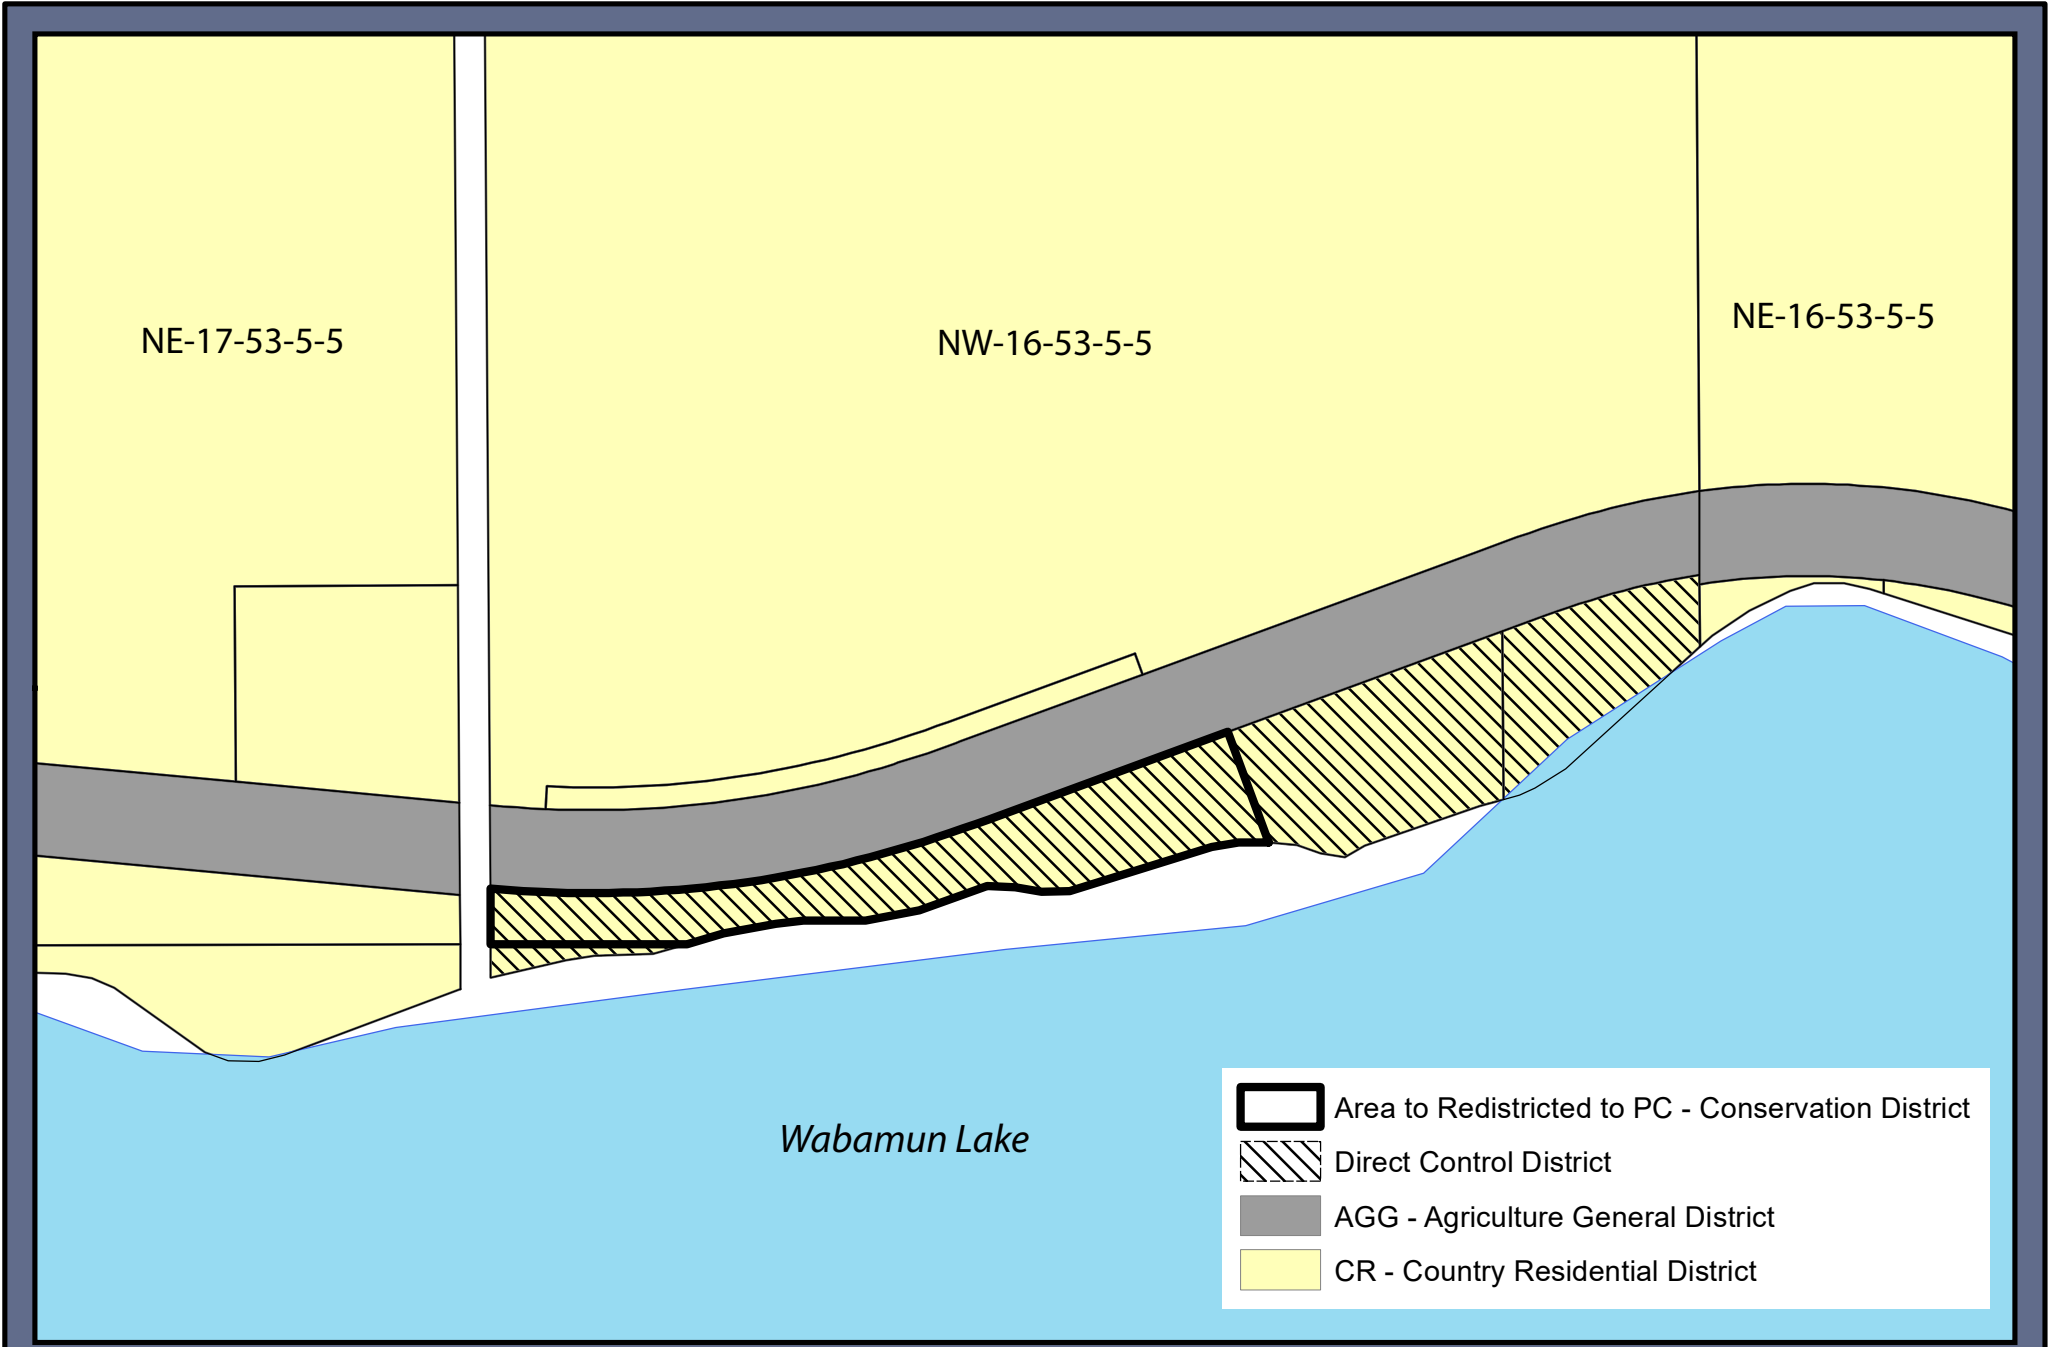 NE-17-53-5-5
NW-16-53-5-5
NE-16-53-5-5
Wabamun Lake
Area to Redistricted to PC - Conservation District
Direct Control District
AGG - Agriculture General District
CR - Country Residential District